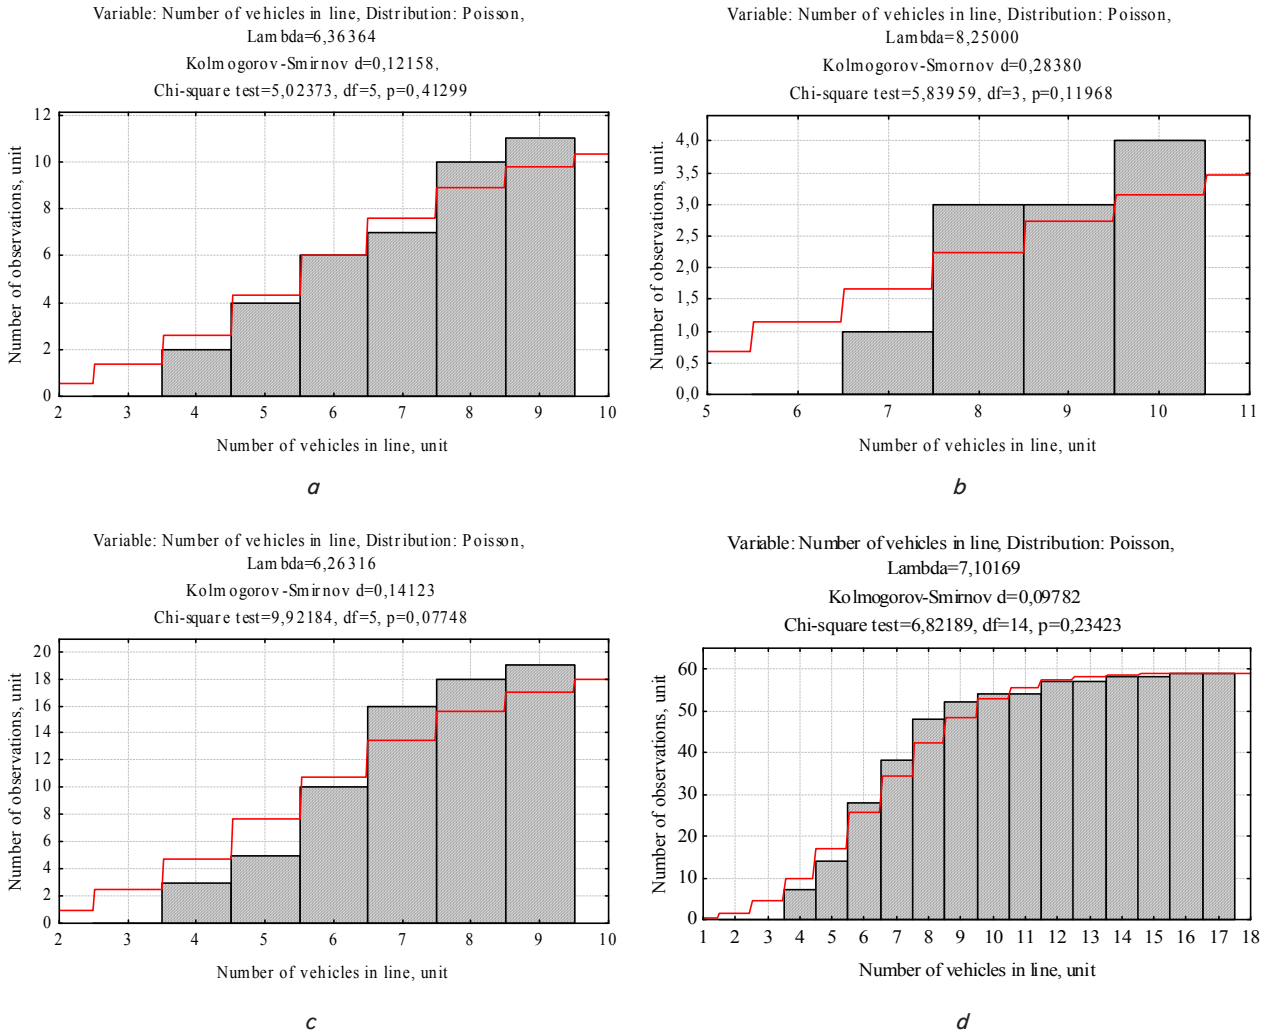 Variable: Number of vehicles in line, Distribution: Poisson,
Lambda=6,36364
Kolmogorov-Smirnov d=0,12158,
Chi-square test=5,02373, df=5, p=0,41299
12
10
8
6
4
2
0
2 3 4 5 6 7 8 9 10
Number of observations, unit
Number of vehicles in line, unit
a
Variable: Number of vehicles in line, Distribution: Poisson,
Lambda=8,25000
Kolmogorov-Smornov d=0,28380
Chi-square test=5,83959, df=3, p=0,11968
4,0
3,5
3,0
2,5
2,0
1,5
1,0
0,5
0,0
5 6 7 8 9 10 11
Number of observations, unit.
Number of vehicles in line, unit
b
Variable: Number of vehicles in line, Distribution: Poisson,
Lambda=6,26316
Kolmogorov-Smirnov d=0,14123
Chi-square test=9,92184, df=5, p=0,07748
20
18
16
14
12
10
8
6
4
2
0
2 3 4 5 6 7 8 9 10
Number of observations, unit
Number of vehicles in line, unit
c
Variable: Number of vehicles in line, Distribution: Poisson,
Lambda=7,10169
Kolmogorov-Smirnov d=0,09782
Chi-square test=6,82189, df=14, p=0,23423
60
50
40
30
20
10
0
1 2 3 4 5 6 7 8 9 10 11 12 13 14 15 16 17 18
Number of observations, unit
Number of vehicles in line, unit
d